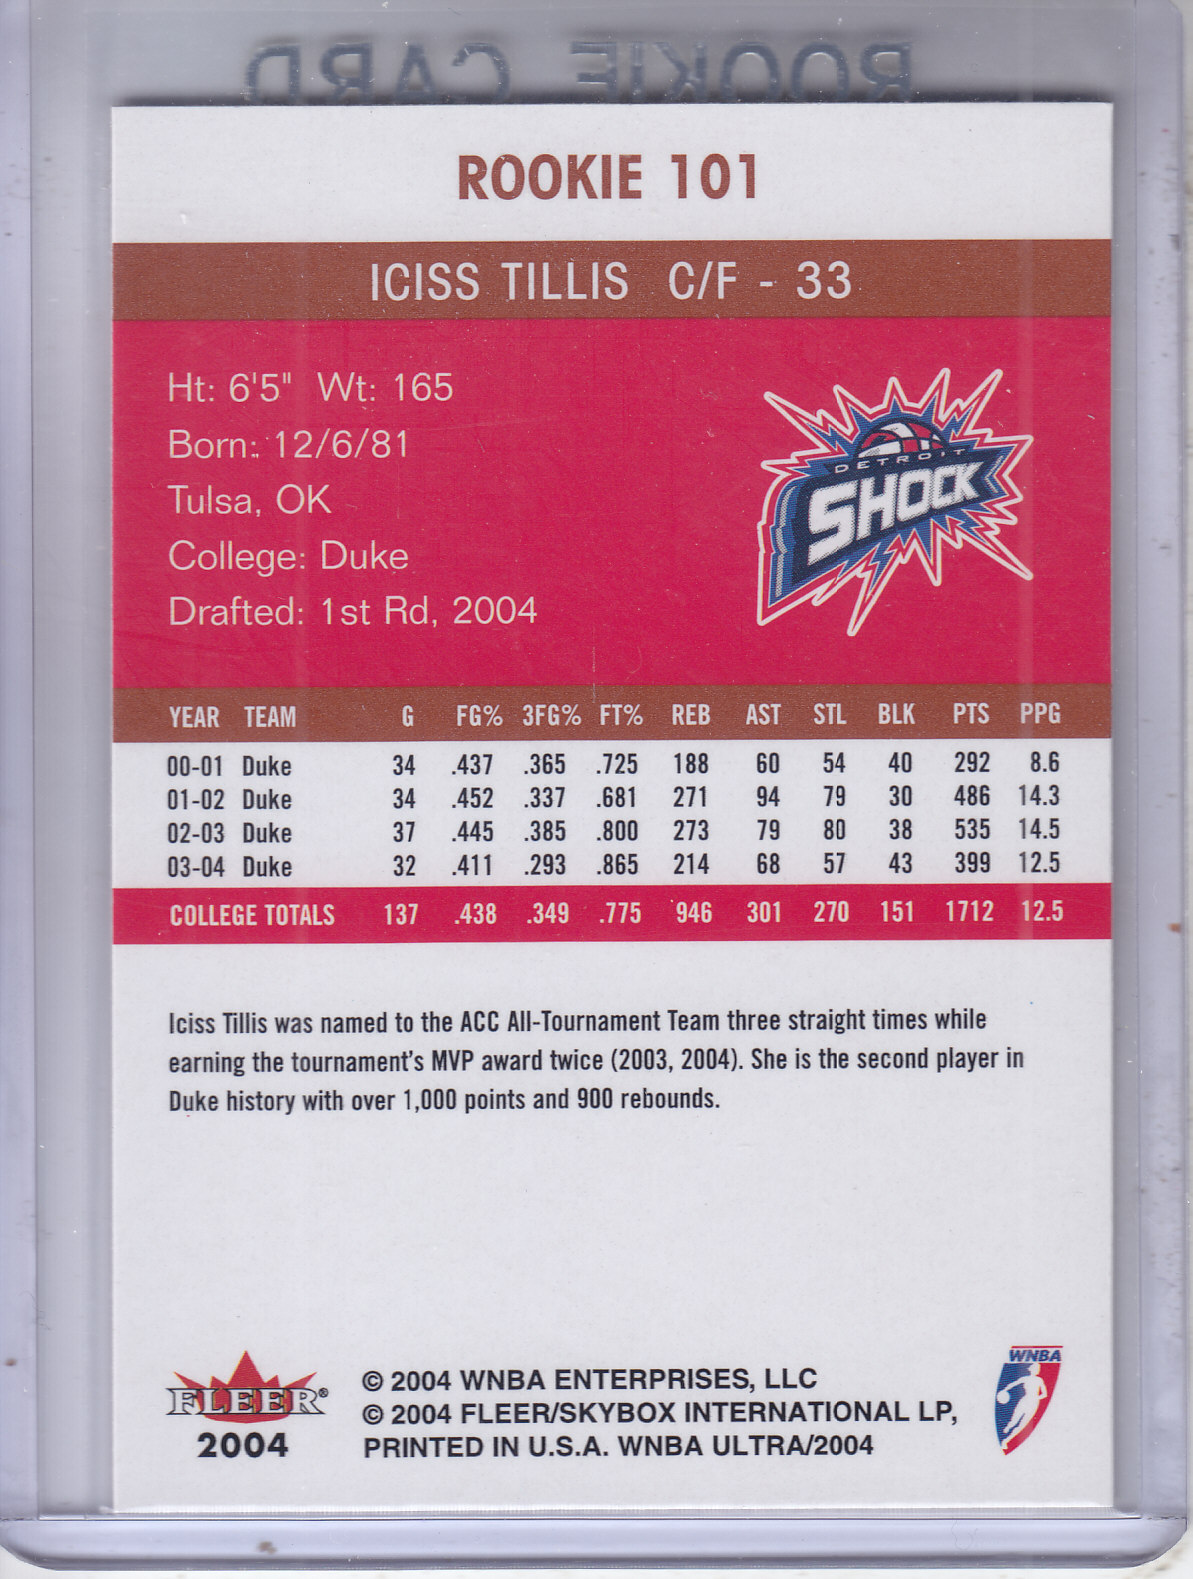 ROOKIE CARD
ROOKIE 101
ICISS TILLIS C/F - 33
Ht: 6'5" Wt: 165
Born: 12/6/81
Tulsa, OK
College: Duke
Drafted: 1st Rd, 2004
DETROIT
SHOCK
YEAR TEAM G FG% 3FG% FT% REB AST STL BLK PTS PPG
00-01 Duke 34 .437 .365 .725 188 60 54 40 292 8.6
01-02 Duke 34 .452 .337 .681 271 94 79 30 486 14.3
02-03 Duke 37 .445 .385 .800 273 79 80 38 535 14.5
03-04 Duke 32 .411 .293 .865 214 68 57 43 399 12.5
COLLEGE TOTALS 137 .438 .349 .775 946 301 270 151 1712 12.5
Iciss Tillis was named to the ACC All-Tournament Team three straight times while
earning the tournament's MVP award twice (2003, 2004). She is the second player in
Duke history with over 1,000 points and 900 rebounds.
FLEER®
2004
© 2004 WNBA ENTERPRISES, LLC
© 2004 FLEER/SKYBOX INTERNATIONAL LP,
PRINTED IN U.S.A. WNBA ULTRA/2004
WNBA